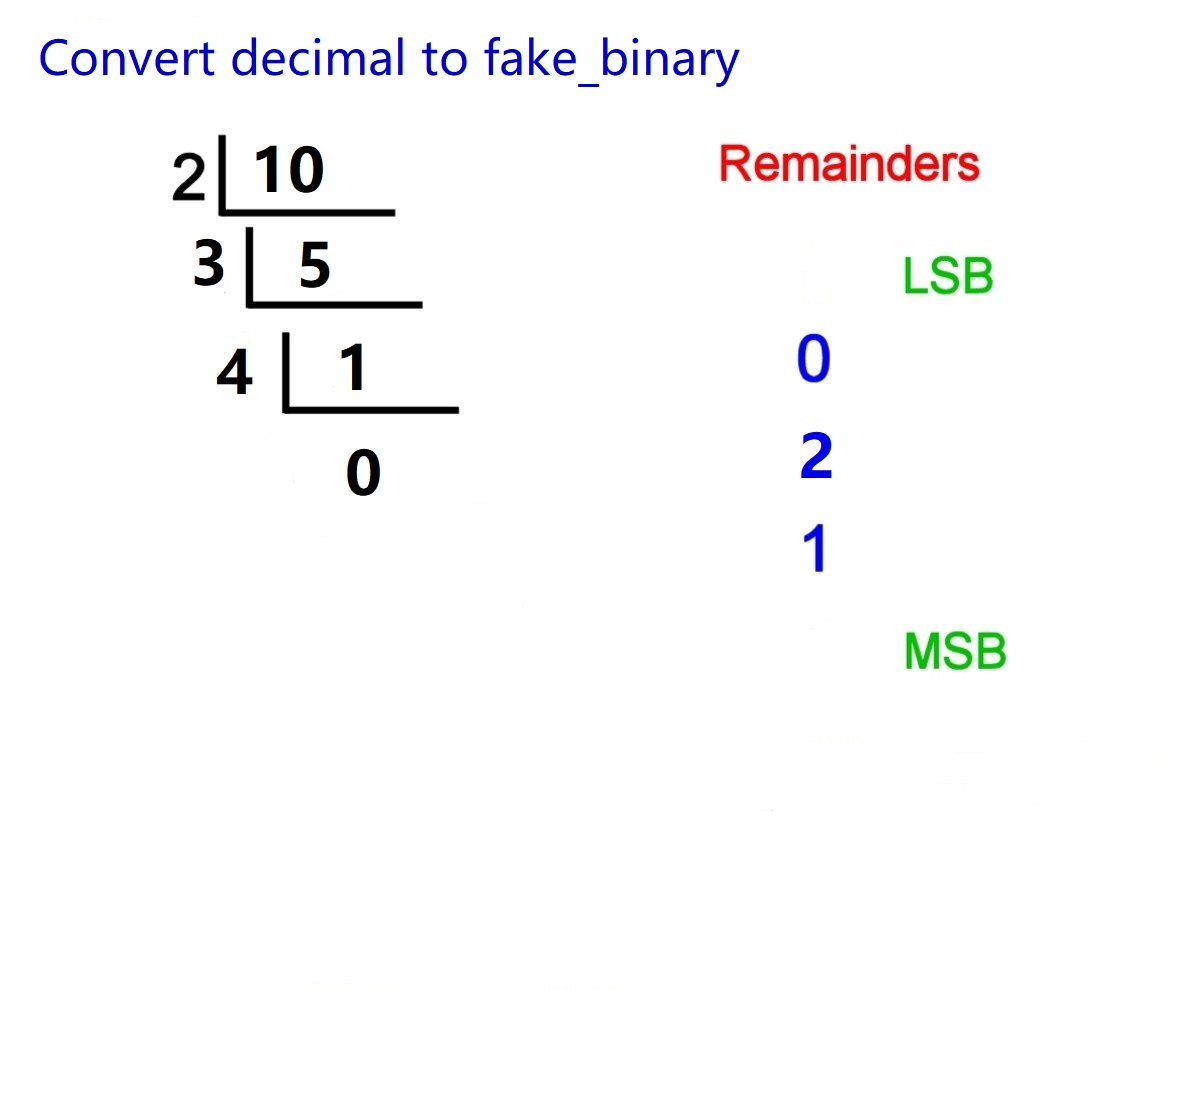 Convert decimal to fake_binary
2 10
3 5
4 1
0
Remainders
LSB
0
2
1
MSB